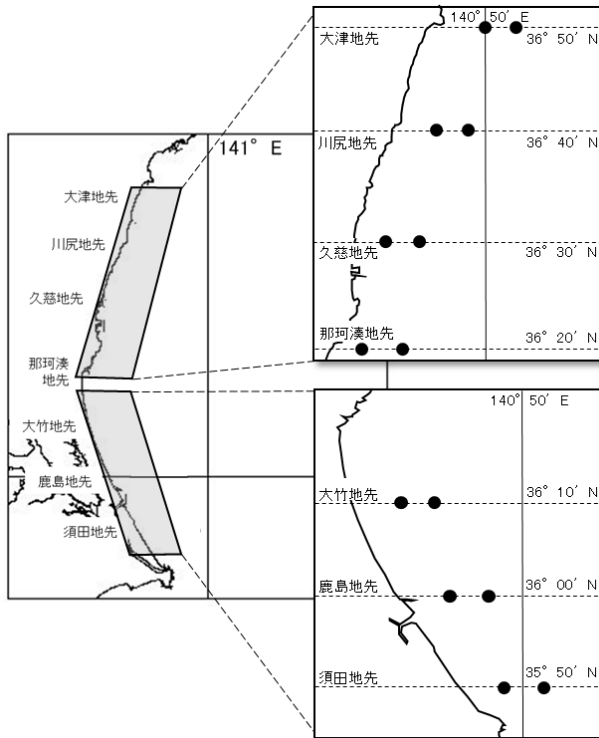 141° E
大津地先
川尻地先
久慈地先
那珂湊
地先
大竹地先
鹿島地先
須田地先
140° 50′ E
大津地先
36° 50′ N
川尻地先
36° 40′ N
久慈地先
36° 30′ N
那珂湊地先
36° 20′ N
140° 50′ E
大竹地先
36° 10′ N
鹿島地先
36° 00′ N
須田地先
35° 50′ N